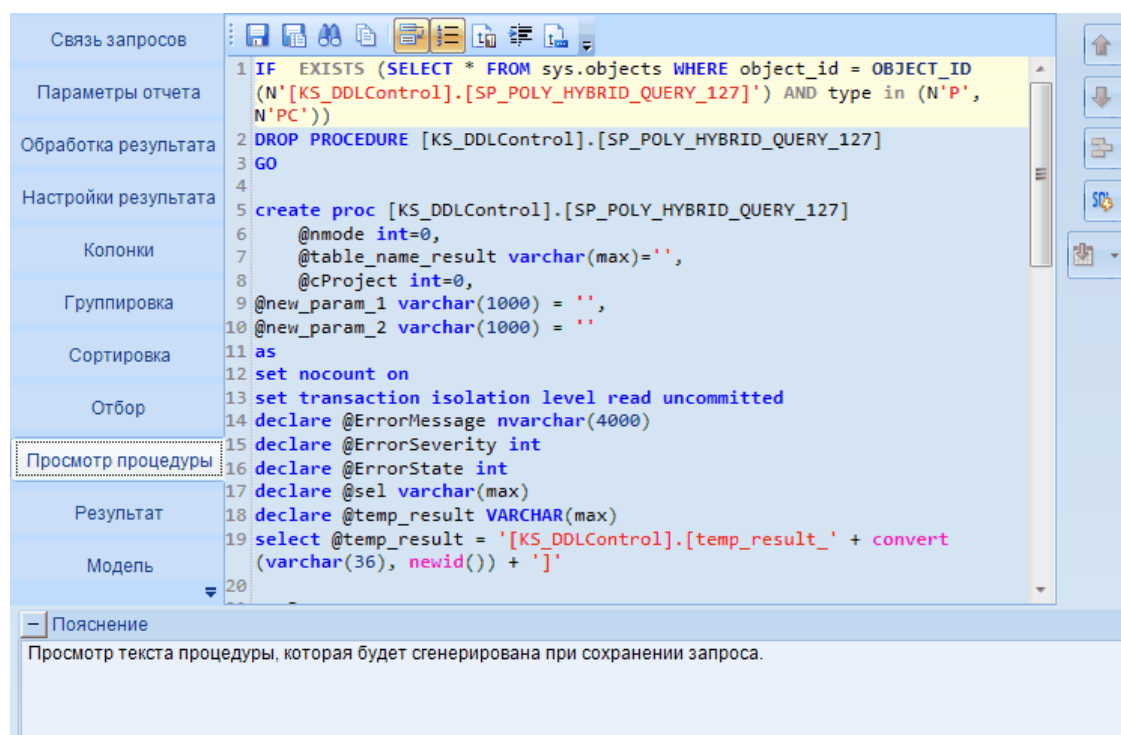 Связь запросов
Параметры отчета
Обработка результата
Настройки результата
Колонки
Группировка
Сортировка
Отбор
Просмотр процедуры
Результат
Модель
1 IF  EXISTS (SELECT * FROM sys.objects WHERE object_id = OBJECT_ID
(N'[KS_DDLControl].[SP_POLY_HYBRID_QUERY_127]') AND type in (N'P',
N'PC'))
2 DROP PROCEDURE [KS_DDLControl].[SP_POLY_HYBRID_QUERY_127]
3 GO
4
5 create proc [KS_DDLControl].[SP_POLY_HYBRID_QUERY_127]
6     @nmode int=0,
7     @table_name_result varchar(max)='',
8     @cProject int=0,
9 @new_param_1 varchar(1000) = '',
10 @new_param_2 varchar(1000) = ''
11 as
12 set nocount on
13 set transaction isolation level read uncommitted
14 declare @ErrorMessage nvarchar(4000)
15 declare @ErrorSeverity int
16 declare @ErrorState int
17 declare @sel varchar(max)
18 declare @temp_result VARCHAR(max)
19 select @temp_result = '[KS_DDLControl].[temp_result_' + convert
(varchar(36), newid()) + ']'
20
SQL
Пояснение
Просмотр текста процедуры, которая будет сгенерирована при сохранении запроса.